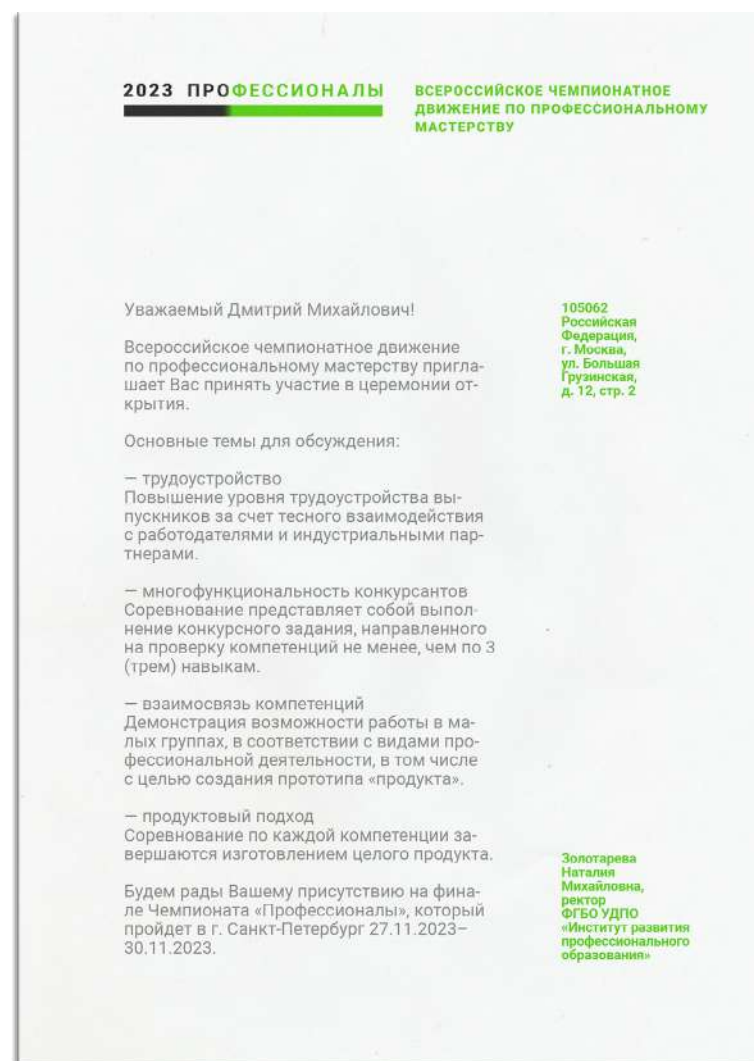 2023 ПРОФЕССИОНАЛЫ
ВСЕРОССИЙСКОЕ ЧЕМПИОНАТНОЕ
ДВИЖЕНИЕ ПО ПРОФЕССИОНАЛЬНОМУ
МАСТЕРСТВУ
Уважаемый Дмитрий Михайлович!
Всероссийское чемпионатное движение
по профессиональному мастерству пригла-
шает Вас принять участие в церемонии от-
крытия.
Основные темы для обсуждения:
— трудоустройство
Повышение уровня трудоустройства вы-
пускников за счет тесного взаимодействия
с работодателями и индустриальными пар-
тнерами.
— многофункциональность конкурсантов
Соревнование представляет собой выпол-
нение конкурсного задания, направленного
на проверку компетенций не менее, чем по 3
(трем) навыкам.
— взаимосвязь компетенций
Демонстрация возможности работы в ма-
лых группах, в соответствии с видами про-
фессиональной деятельности, в том числе
с целью создания прототипа «продукта».
— продуктовый подход
Соревнование по каждой компетенции за-
вершаются изготовлением целого продукта.
Будем рады Вашему присутствию на фина-
ле Чемпионата «Профессионалы», который
пройдет в г. Санкт-Петербург 27.11.2023–
30.11.2023.
105062
Российская
Федерация,
г. Москва,
ул. Большая
Грузинская,
д. 12, стр. 2
Золотарева
Наталия
Михайловна,
ректор
ФГБО УДПО
«Институт развития
профессионального
образования»